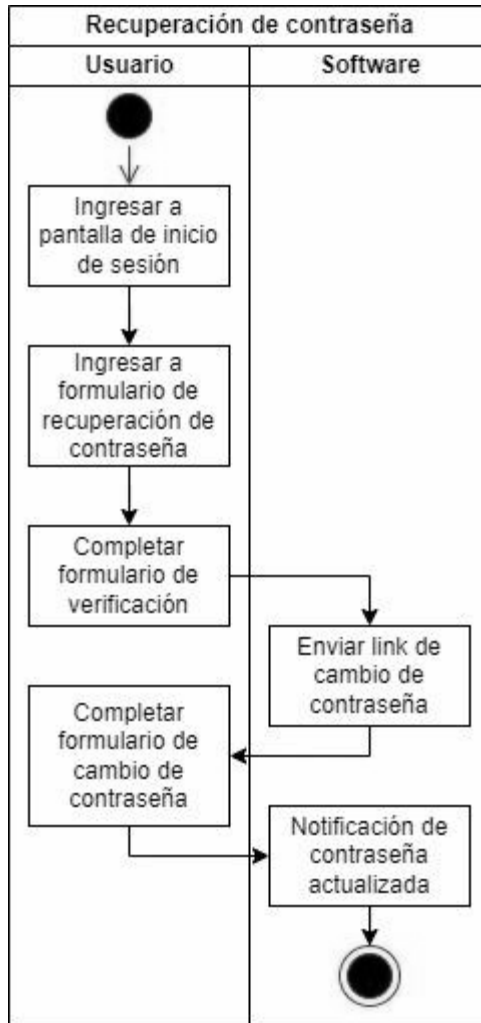 Recuperación de contraseña
Usuario
Software
Ingresar a
pantalla de inicio
de sesión
Ingresar a
formulario de
recuperación de
contraseña
Completar
formulario de
verificación
Enviar link de
cambio de
contraseña
Completar
formulario de
cambio de
contraseña
Notificación de
contraseña
actualizada